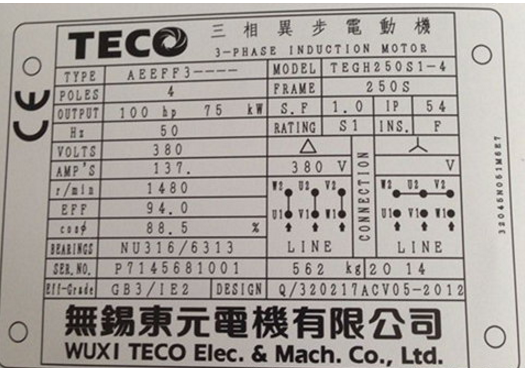 TECO 三相異步電動機
3-PHASE INDUCTION MOTOR
TYPE AEEFF3---- MODEL TEGH250S1-4
POLES 4 FRAME 250S
OUTPUT 100 hp 75 kW S.F 1.0 IP 54
Hz 50 RATING S1 INS. F
VOLTS 380 △ 人
AMP'S 137. 380 V CONNECTION V
r/min 1480 W2 U2 V2 W2 U2 V2
EFF 94.0 U1 V1 W1 U1 V1 W1
cosφ 88.5 %
BEARINGS NU316/6313 LINE LINE
SER.NO. P7145681001 562 kg 20 14
Eff-Grade GB3/IE2 DESIGN Q/320217ACV05-2012
無錫東元電機有限公司
WUXI TECO Elec. & Mach. Co., Ltd.
CE